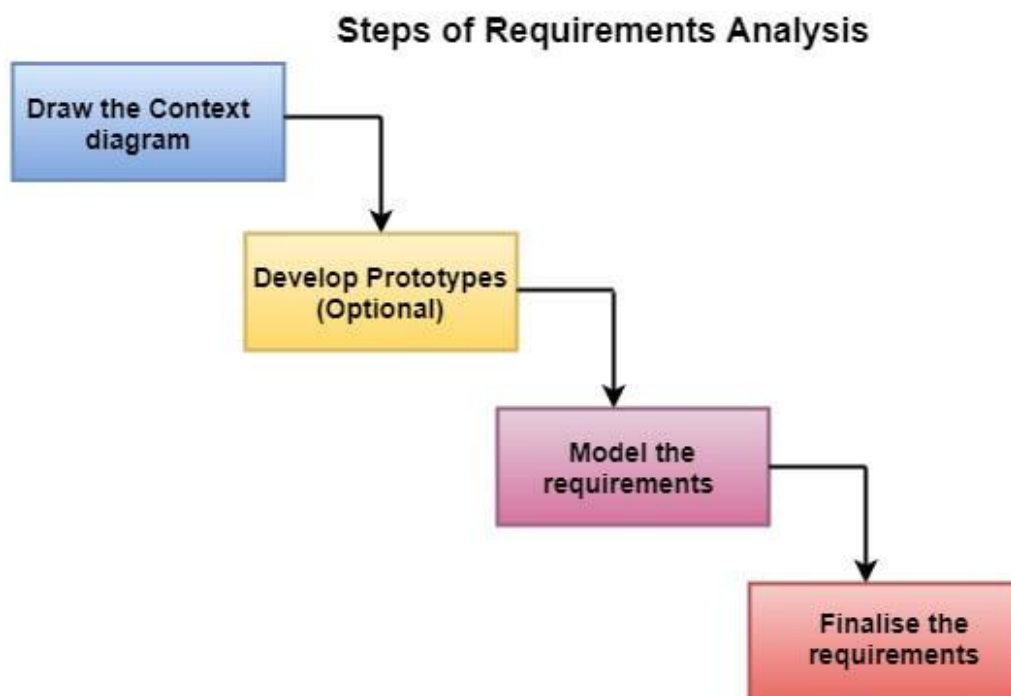 Steps of Requirements Analysis
Draw the Context
diagram
Develop Prototypes
(Optional)
Model the
requirements
Finalise the
requirements